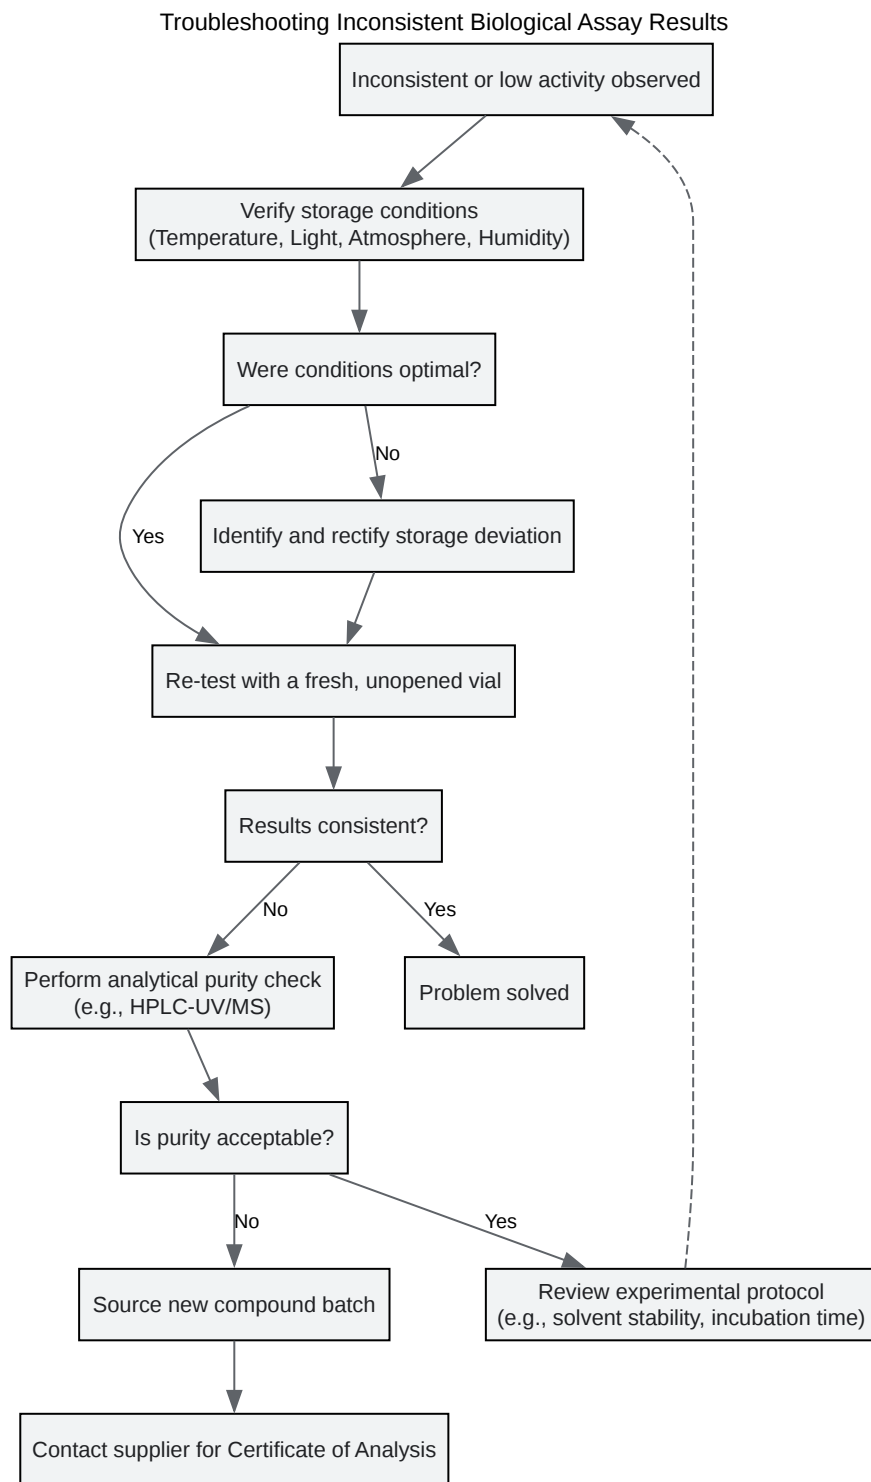 Troubleshooting Inconsistent Biological Assay Results
Inconsistent or low activity observed
Verify storage conditions
(Temperature, Light, Atmosphere, Humidity)
Were conditions optimal?
No
Yes
Identify and rectify storage deviation
Re-test with a fresh, unopened vial
Results consistent?
No
Yes
Perform analytical purity check
(e.g., HPLC-UV/MS)
Problem solved
Is purity acceptable?
No
Yes
Source new compound batch
Review experimental protocol
(e.g., solvent stability, incubation time)
Contact supplier for Certificate of Analysis